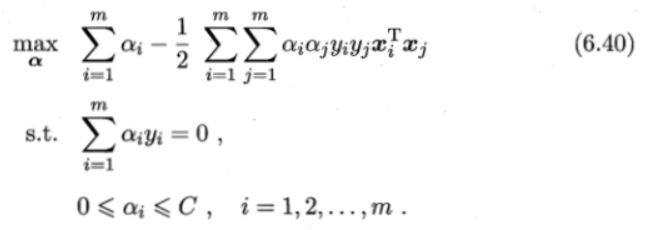 max_α ∑_{i=1}^{m} α_i − \frac{1}{2} ∑_{i=1}^{m} ∑_{j=1}^{m} α_i α_j y_i y_j x_i^T x_j (6.40)
s.t. ∑_{i=1}^{m} α_i y_i = 0 ,
0 ⩽ α_i ⩽ C , i = 1, 2, . . . , m .